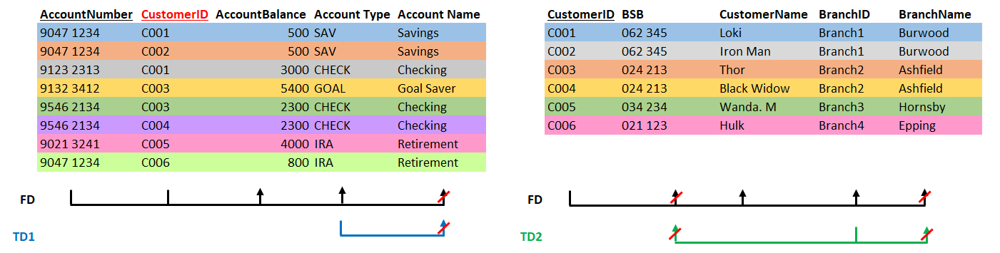 AccountNumber CustomerID AccountBalance Account Type Account Name
9047 1234 C001 500 SAV Savings
9047 1234 C002 500 SAV Savings
9123 2313 C001 3000 CHECK Checking
9132 3412 C003 5400 GOAL Goal Saver
9546 2134 C003 2300 CHECK Checking
9546 2134 C004 2300 CHECK Checking
9021 3241 C005 4000 IRA Retirement
9047 1234 C006 800 IRA Retirement
FD
TD1
CustomerID BSB CustomerName BranchID BranchName
C001 062 345 Loki Branch1 Burwood
C002 062 345 Iron Man Branch1 Burwood
C003 024 213 Thor Branch2 Ashfield
C004 024 213 Black Widow Branch2 Ashfield
C005 034 234 Wanda. M Branch3 Hornsby
C006 021 123 Hulk Branch4 Epping
FD
TD2